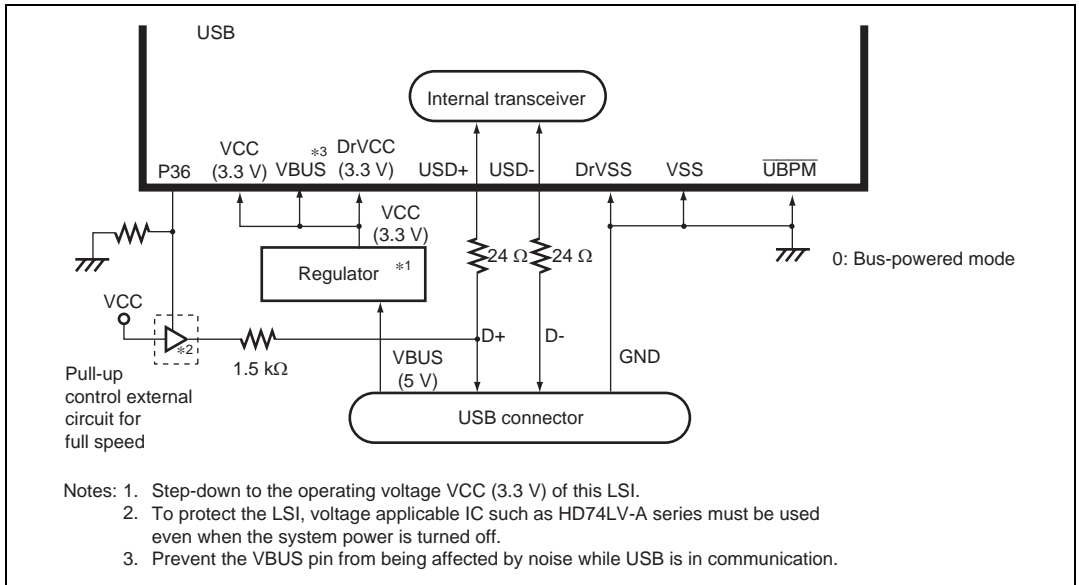 USB
Internal transceiver
P36
VCC
(3.3 V)
VBUS
*3
DrVCC
(3.3 V)
USD+
USD-
DrVSS
VSS
UBPM
VCC
(3.3 V)
Regulator *1
24 Ω
24 Ω
0: Bus-powered mode
VCC
*2
1.5 kΩ
D+
D-
VBUS
(5 V)
GND
Pull-up
control external
circuit for
full speed
USB connector
Notes: 1. Step-down to the operating voltage VCC (3.3 V) of this LSI.
2. To protect the LSI, voltage applicable IC such as HD74LV-A series must be used
even when the system power is turned off.
3. Prevent the VBUS pin from being affected by noise while USB is in communication.